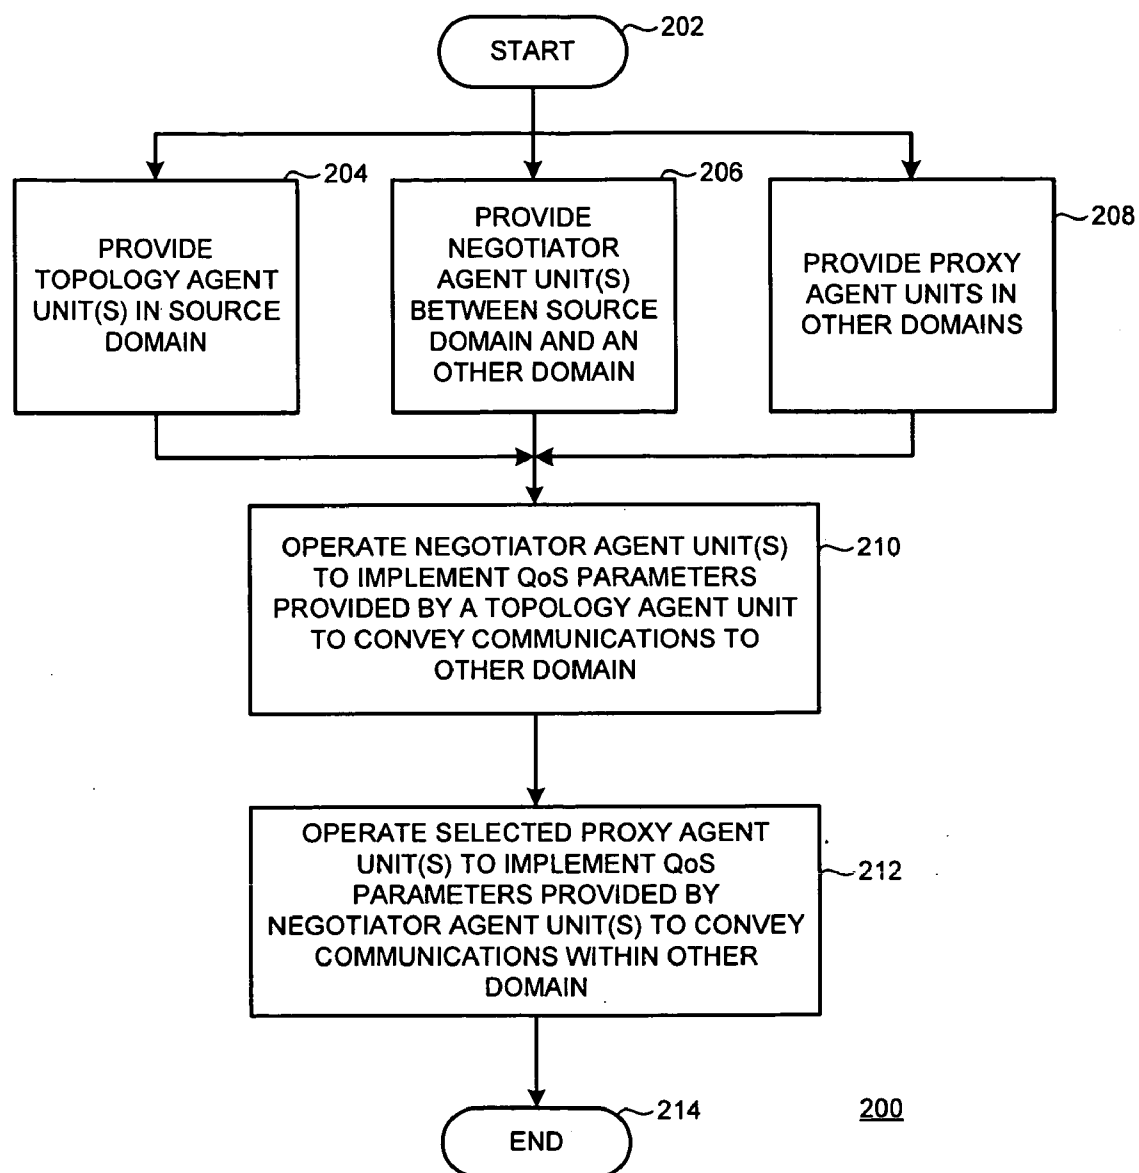 START
202
204
PROVIDE
TOPOLOGY AGENT
UNIT(S) IN SOURCE
DOMAIN
206
PROVIDE
NEGOTIATOR
AGENT UNIT(S)
BETWEEN SOURCE
DOMAIN AND AN
OTHER DOMAIN
208
PROVIDE PROXY
AGENT UNITS IN
OTHER DOMAINS
OPERATE NEGOTIATOR AGENT UNIT(S)
TO IMPLEMENT QoS PARAMETERS
PROVIDED BY A TOPOLOGY AGENT UNIT
TO CONVEY COMMUNICATIONS TO
OTHER DOMAIN
210
OPERATE SELECTED PROXY AGENT
UNIT(S) TO IMPLEMENT QoS
PARAMETERS PROVIDED BY
NEGOTIATOR AGENT UNIT(S) TO CONVEY
COMMUNICATIONS WITHIN OTHER
DOMAIN
212
END
214
200